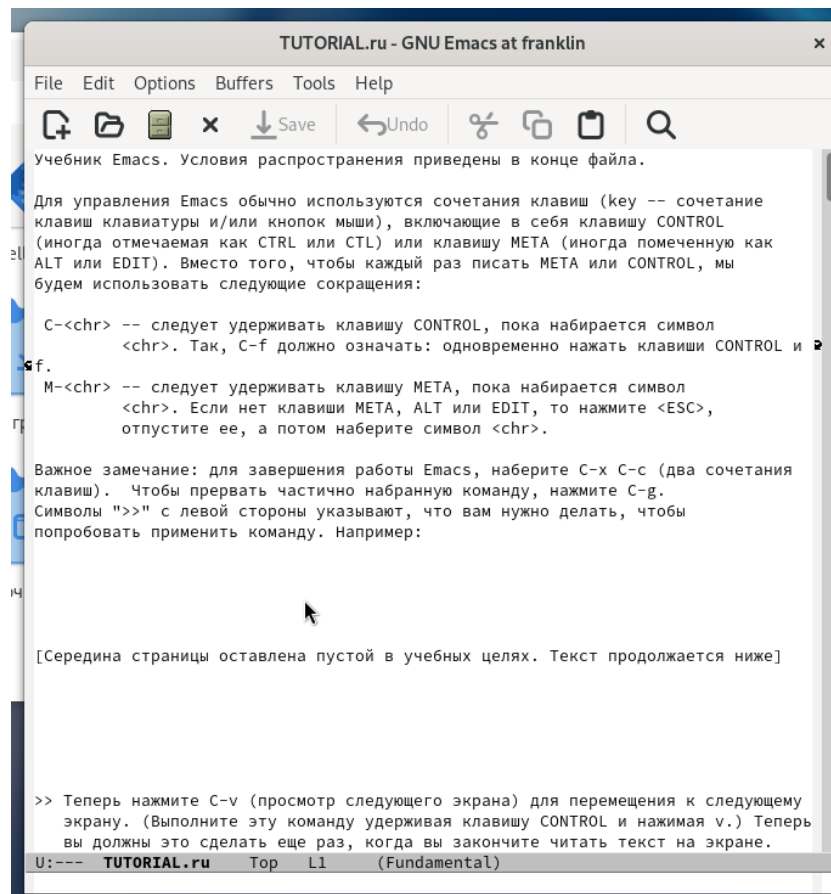 TUTORIAL.ru - GNU Emacs at franklin
File Edit Options Buffers Tools Help
Save Undo
Учебник Emacs. Условия распространения приведены в конце файла.
Для управления Emacs обычно используются сочетания клавиш (key -- сочетание
клавиш клавиатуры и/или кнопок мыши), включающие в себя клавишу CONTROL
(иногда отмечаемая как CTRL или CTL) или клавишу META (иногда помеченную как
ALT или EDIT). Вместо того, чтобы каждый раз писать META или CONTROL, мы
будем использовать следующие сокращения:
C-<chr> -- следует удерживать клавишу CONTROL, пока набирается символ
<chr>. Так, C-f должно означать: одновременно нажать клавиши CONTROL и
f.
M-<chr> -- следует удерживать клавишу META, пока набирается символ
<chr>. Если нет клавиши META, ALT или EDIT, то нажмите <ESC>,
отпустите ее, а потом наберите символ <chr>.
Важное замечание: для завершения работы Emacs, наберите C-x C-c (два сочетания
клавиш). Чтобы прервать частично набранную команду, нажмите C-g.
Символы ">>" с левой стороны указывают, что вам нужно делать, чтобы
попробовать применить команду. Например:
[Середина страницы оставлена пустой в учебных целях. Текст продолжается ниже]
>> Теперь нажмите C-v (просмотр следующего экрана) для перемещения к следующему
экрану. (Выполните эту команду удерживая клавишу CONTROL и нажимая v.) Теперь
вы должны это сделать еще раз, когда вы закончите читать текст на экране.
U:--- TUTORIAL.ru Top L1 (Fundamental)